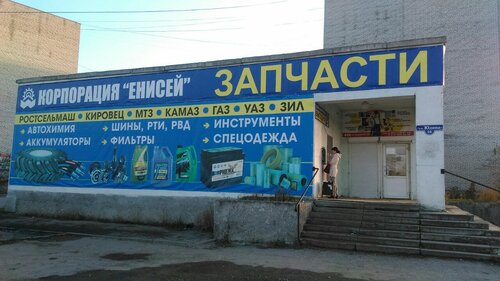 КОРПОРАЦИЯ "ЕНИСЕЙ" ЗАПЧАСТИ
РОСТСЕЛЬМАШ • КИРОВЕЦ • МТЗ • КАМАЗ • ГАЗ • УАЗ • ЗИЛ
АВТОХИМИЯ
АККУМУЛЯТОРЫ
ШИНЫ, РТИ, РВД
ФИЛЬТРЫ
ИНСТРУМЕНТЫ
СПЕЦОДЕЖДА